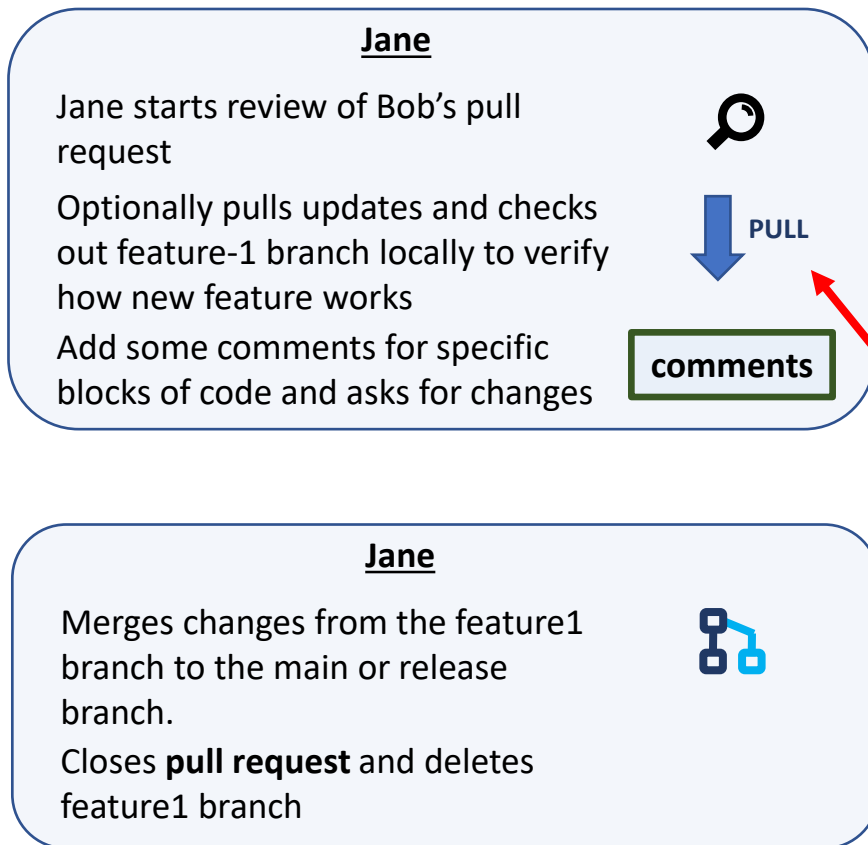 Jane
Jane starts review of Bob’s pull
request
Optionally pulls updates and checks
out feature-1 branch locally to verify
how new feature works
PULL
Add some comments for specific
blocks of code and asks for changes
comments
Jane
Merges changes from the feature1
branch to the main or release
branch.
Closes pull request and deletes
feature1 branch